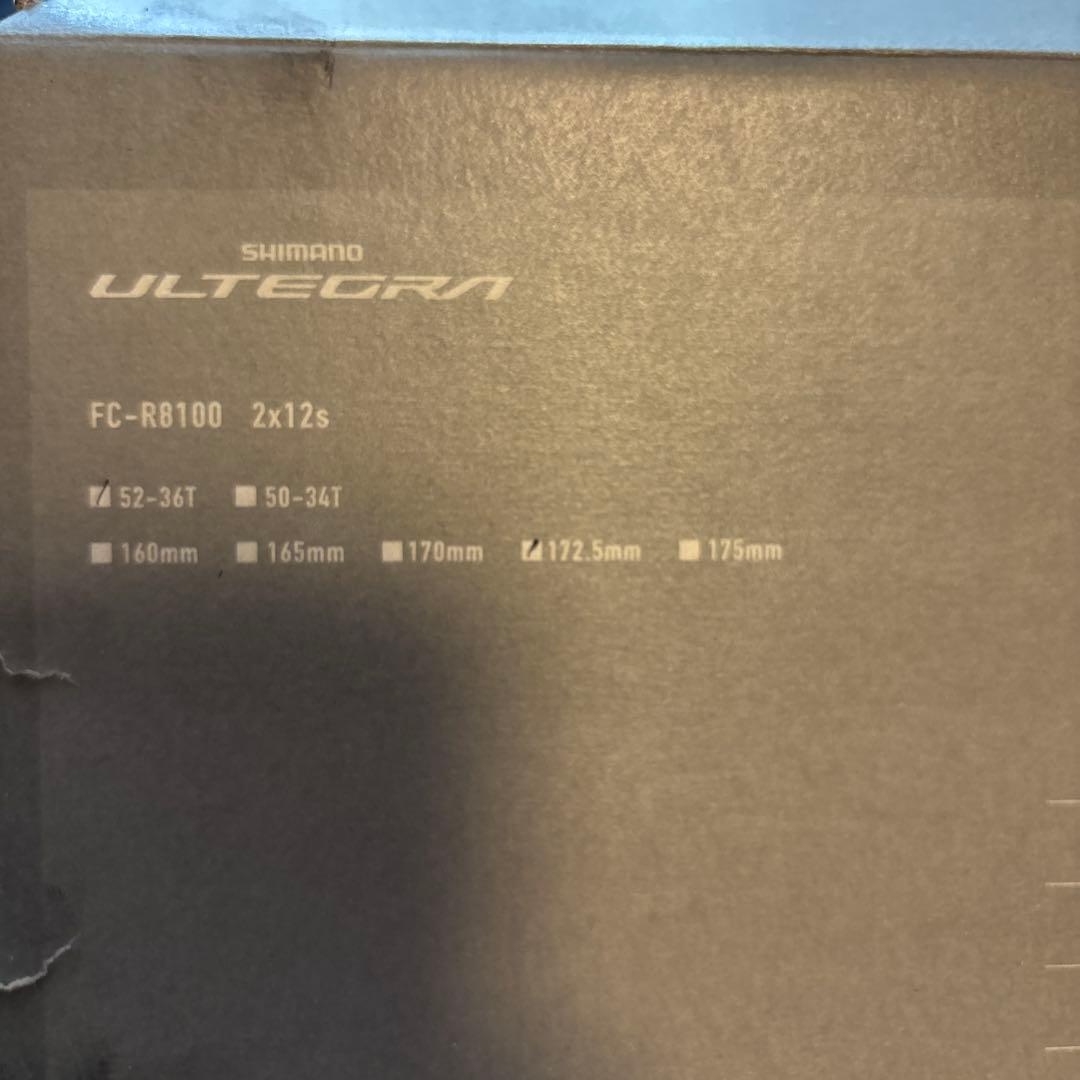 SHIMANO
ULTEGRA
FC-R8100 2x12s
52-36T 50-34T
160mm 165mm 170mm 172.5mm 175mm